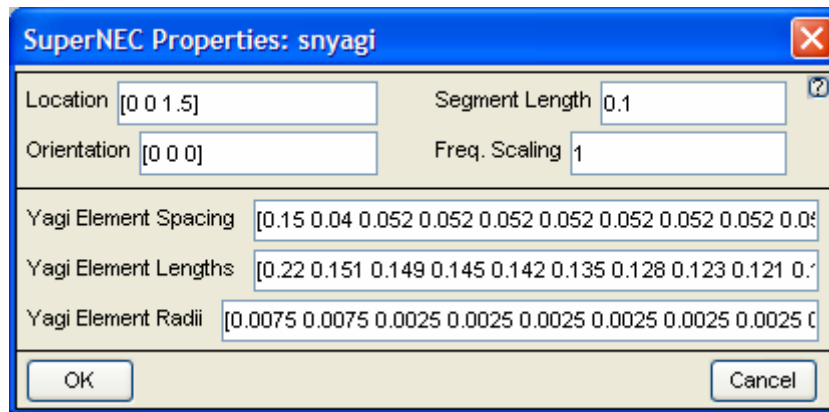 SuperNEC Properties: snyagi
Location [0 0 1.5] Segment Length 0.1
Orientation [0 0 0] Freq. Scaling 1
Yagi Element Spacing [0.15 0.04 0.052 0.052 0.052 0.052 0.052 0.052 0.052
Yagi Element Lengths [0.22 0.151 0.149 0.145 0.142 0.135 0.128 0.123 0.121
Yagi Element Radii [0.0075 0.0075 0.0025 0.0025 0.0025 0.0025 0.0025 0.0025
OK Cancel